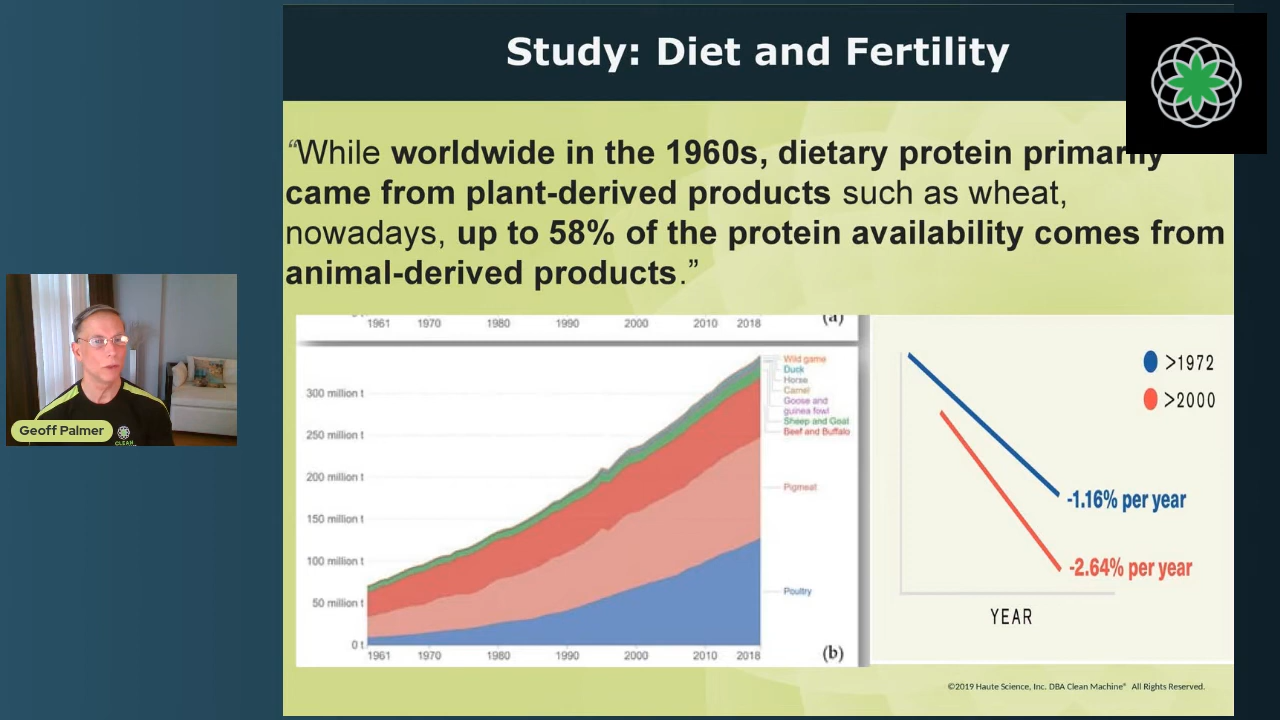 Study: Diet and Fertility
“While worldwide in the 1960s, dietary protein primarily
came from plant-derived products such as wheat,
nowadays, up to 58% of the protein availability comes from
animal-derived products.”
1961 1970 1980 1990 2000 2010 2018 (a)
300 million t
250 million t
200 million t
150 million t
100 million t
50 million t
0 t
1961 1970 1980 1990 2000 2010 2018 (b)
Wild game
Duck
Horse
Camel
Goose and
guinea fowl
Sheep and Goat
Beef and Buffalo
Pigmeat
Poultry
>1972
>2000
-1.16% per year
-2.64% per year
YEAR
Geoff Palmer
CLEAN
©2019 Haute Science, Inc. DBA Clean Machine® All Rights Reserved.